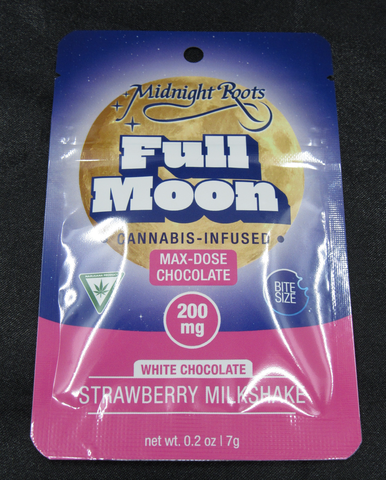 Midnight Roots
Full
Moon
CANNABIS-INFUSED
MAX-DOSE
CHOCOLATE
200
mg
BITE
SIZE
WHITE CHOCOLATE
STRAWBERRY MILKSHAKE
net wt. 0.2 oz | 7g